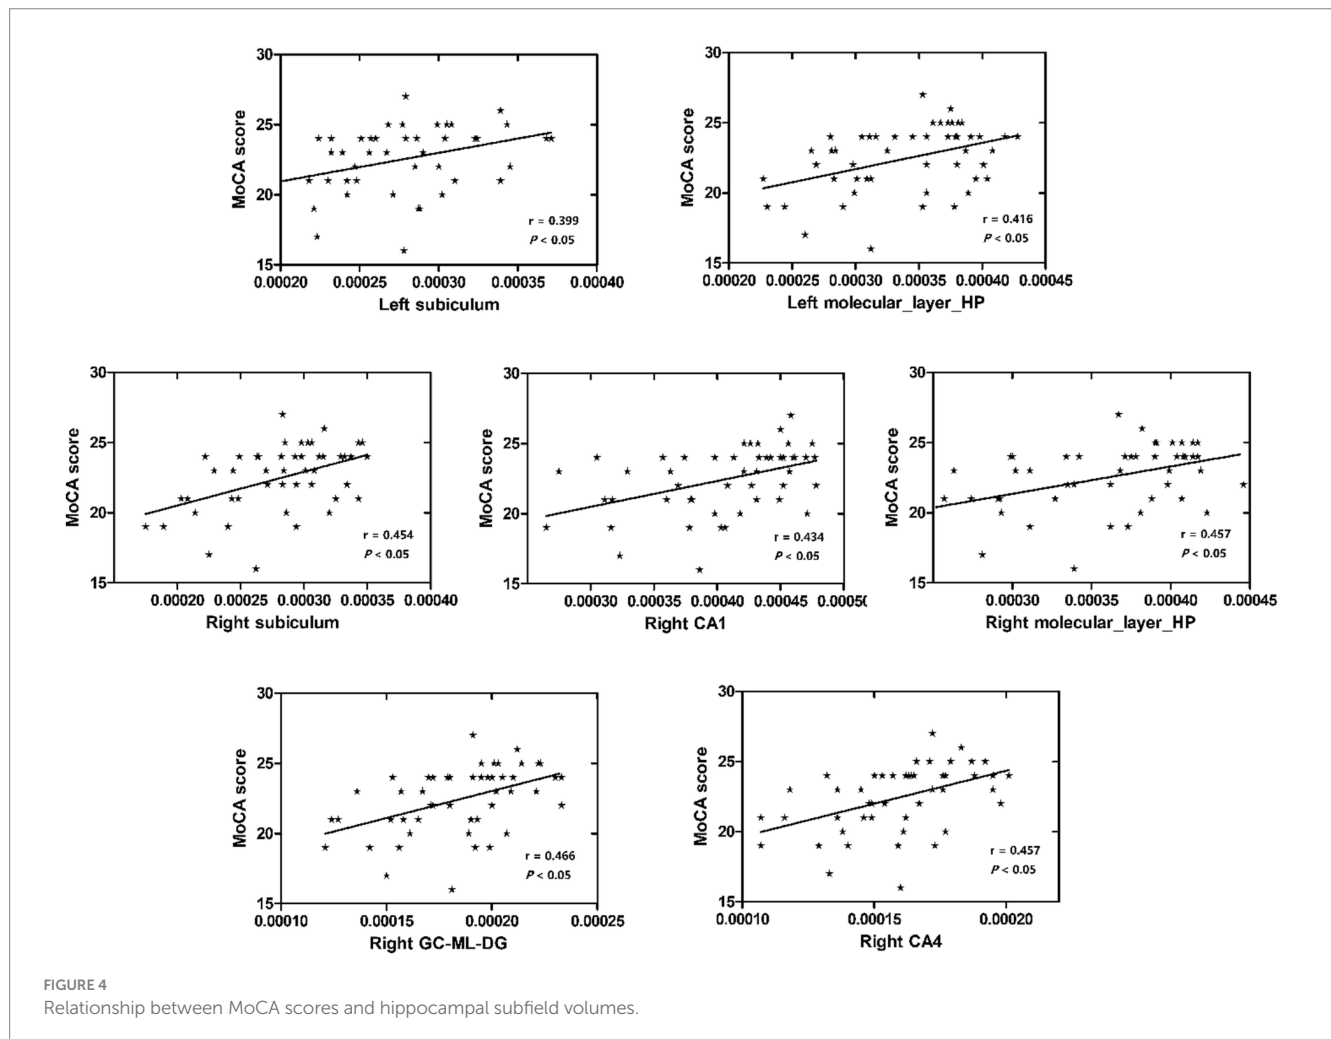 30
25
20
15
MoCA score
r = 0.399
P < 0.05
0.00020 0.00025 0.00030 0.00035 0.00040
Left subiculum
30
25
20
15
MoCA score
r = 0.416
P < 0.05
0.00020 0.00025 0.00030 0.00035 0.00040 0.00045
Left molecular_layer_HP
30
25
20
15
MoCA score
r = 0.454
P < 0.05
0.00020 0.00025 0.00030 0.00035 0.00040
Right subiculum
30
25
20
15
MoCA score
r = 0.434
P < 0.05
0.00030 0.00035 0.00040 0.00045 0.00050
Right CA1
30
25
20
15
MoCA score
r = 0.457
P < 0.05
0.00030 0.00035 0.00040 0.00045
Right molecular_layer_HP
30
25
20
15
MoCA score
r = 0.466
P < 0.05
0.00010 0.00015 0.00020 0.00025
Right GC-ML-DG
30
25
20
15
MoCA score
r = 0.457
P < 0.05
0.00010 0.00015 0.00020
Right CA4
FIGURE 4
Relationship between MoCA scores and hippocampal subfield volumes.